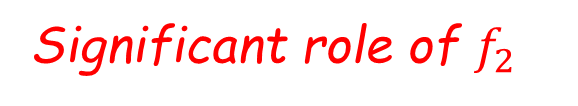 Significant role of f₂